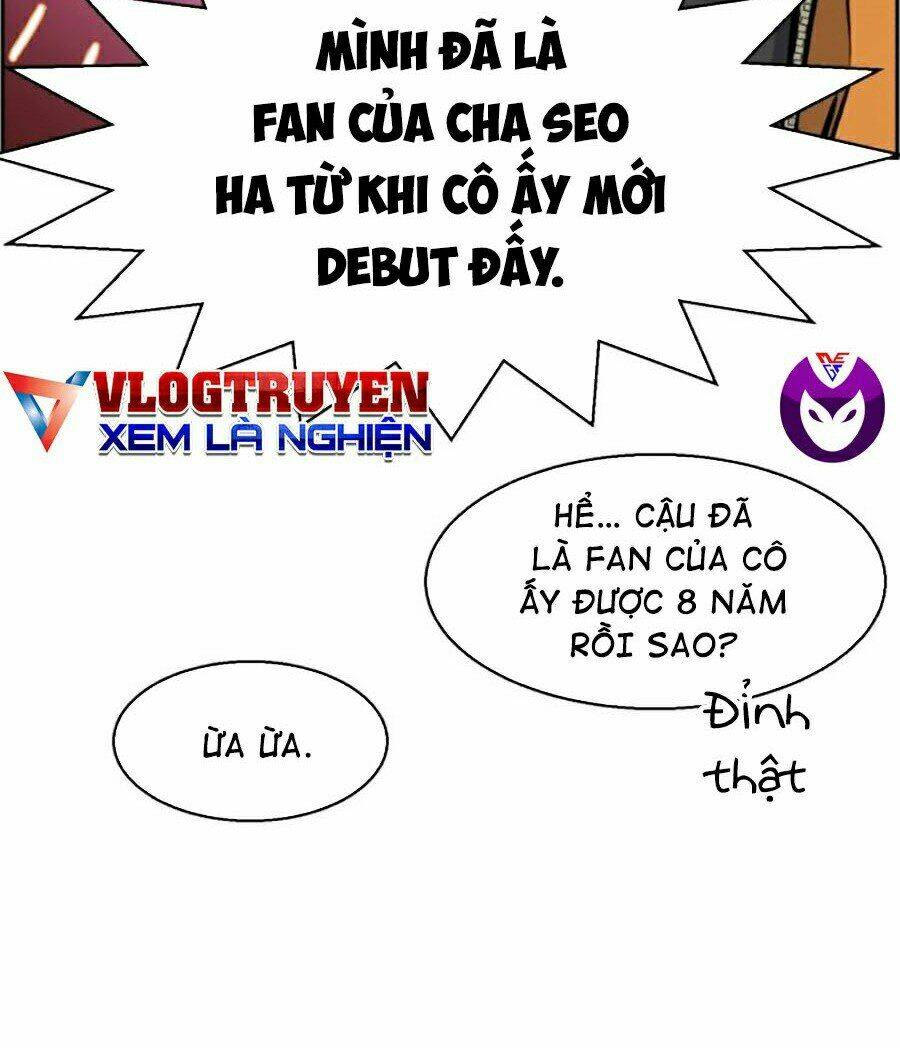 MÌNH ĐÃ LÀ
FAN CỦA CHA SEO
HA TỪ KHI CÔ ẤY MỚI
DEBUT ĐẤY.
VLOGTRUYEN
XEM LÀ NGHIỆN
HỂ... CẬU ĐÃ
LÀ FAN CỦA CÔ
ẤY ĐƯỢC 8 NĂM
RỒI SAO?
Đỉnh
thật
ỪA ỪA.